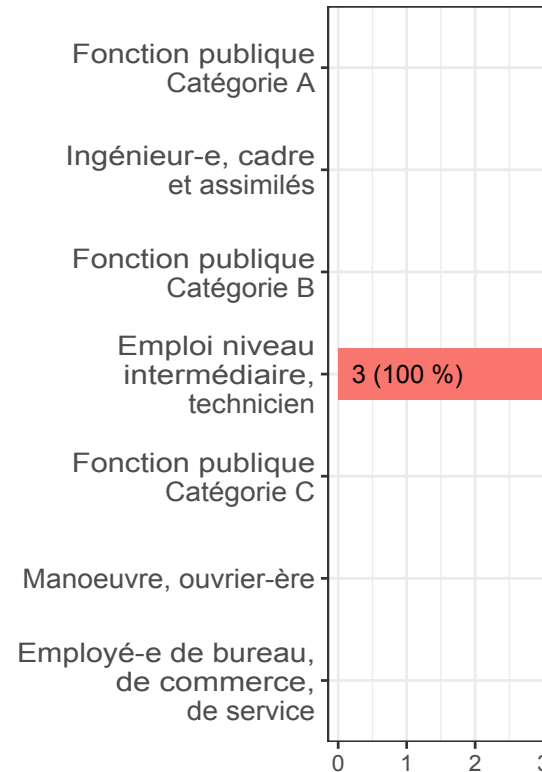 Fonction publique
Catégorie A
Ingénieur-e, cadre
et assimilés
Fonction publique
Catégorie B
Emploi niveau
intermédiaire,
technicien
3 (100 %)
Fonction publique
Catégorie C
Manoeuvre, ouvrier-ère
Employé-e de bureau,
de commerce,
de service
0 1 2 3